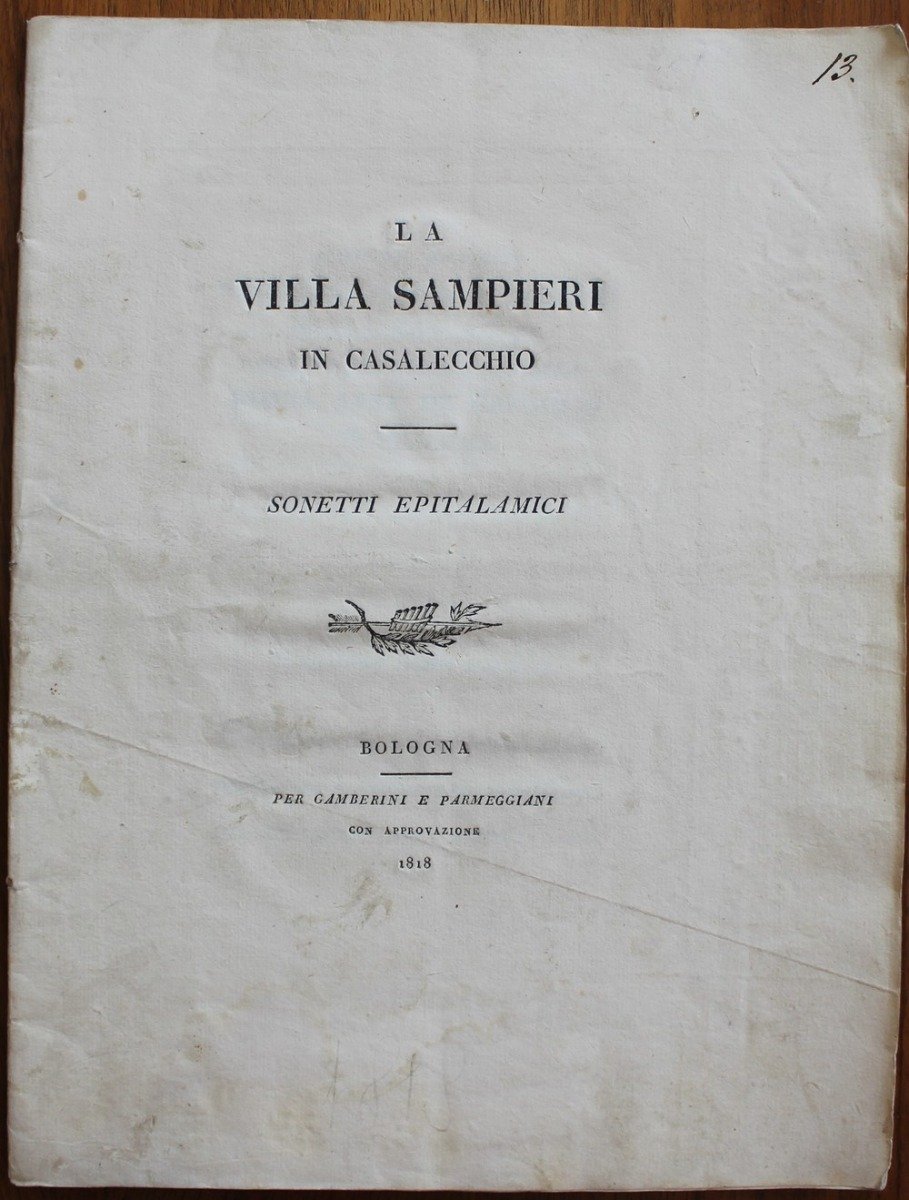 13.
LA
VILLA SAMPIERI
IN CASALECCHIO
SONETTI EPITALAMICI
BOLOGNA
PER GAMBERINI E PARMEGGIANI
CON APPROVAZIONE
1818